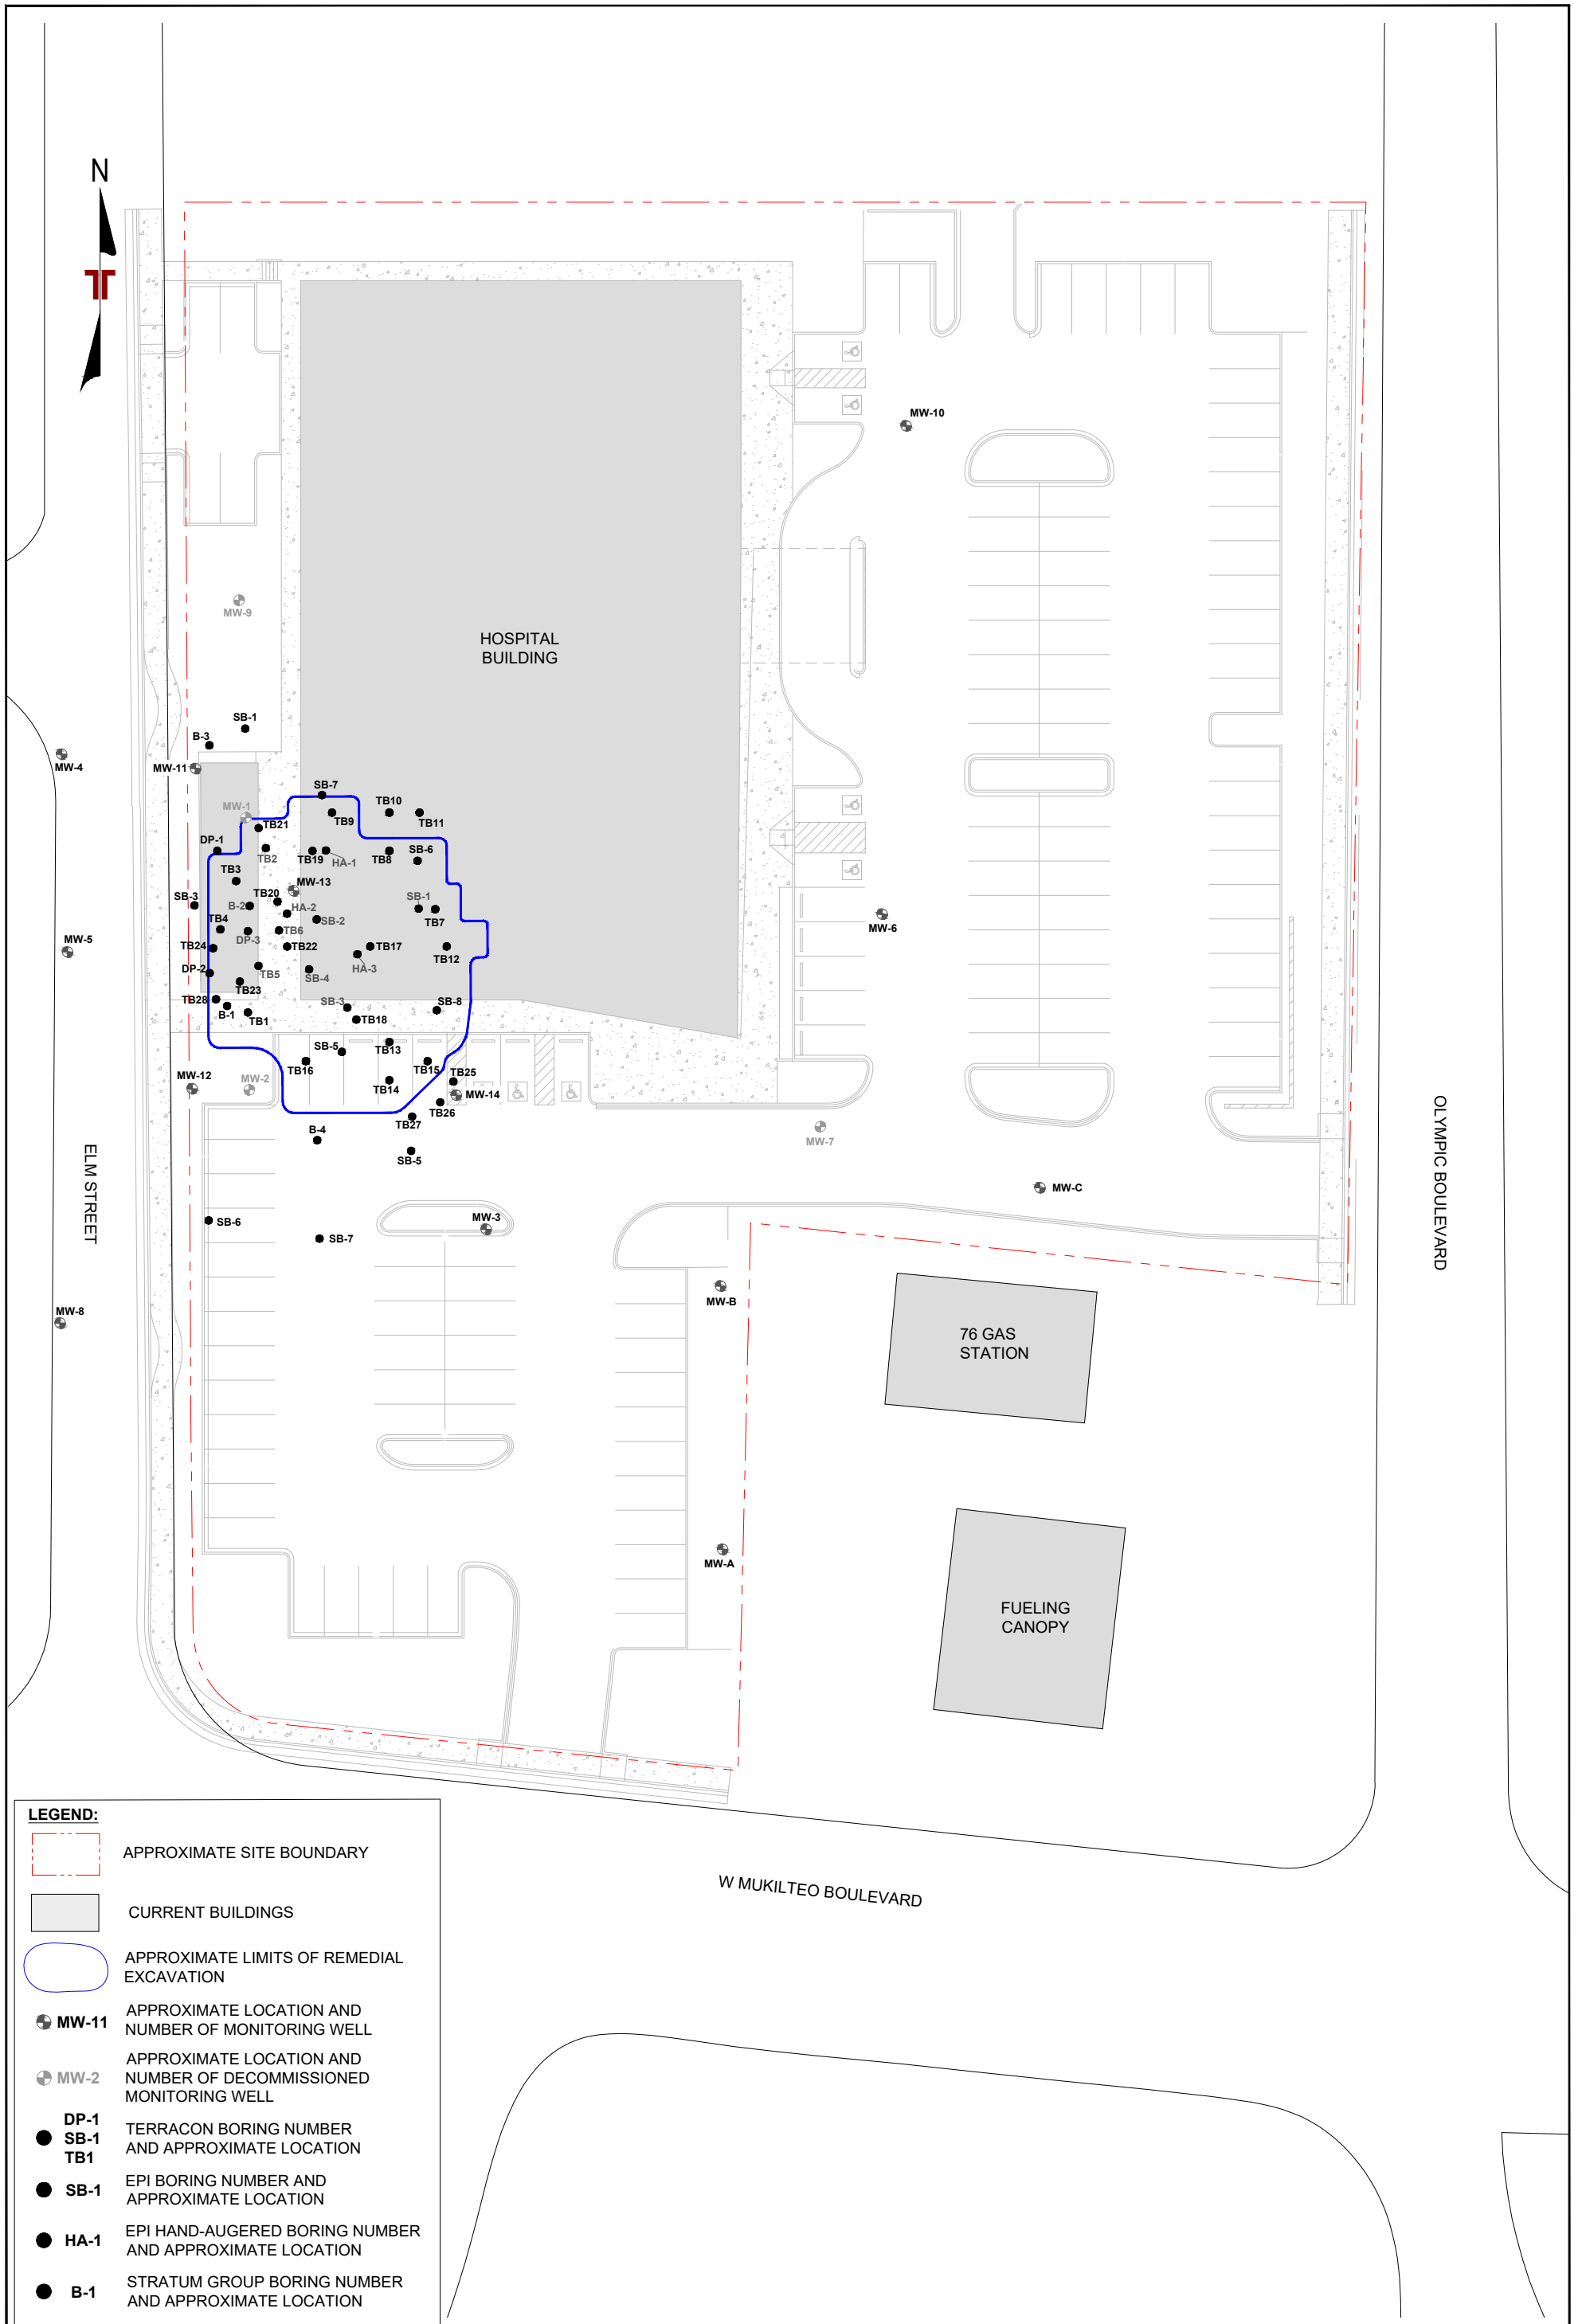 N
HOSPITAL
BUILDING
MW-10
MW-9
SB-1
B-3
MW-4
MW-11
SB-7
MW-1
TB10
TB9
TB11
TB21
DP-1
TB2
TB19
HA-1
TB8
SB-6
TB3
MW-13
SB-3
TB20
B-2
HA-2
SB-1
TB7
MW-6
SB-2
TB4
DP-3
TB6
MW-5
TB24
TB22
TB17
TB12
HA-3
DP-2
TB5
SB-4
TB23
TB28
B-1
TB1
SB-3
TB18
SB-8
SB-5
TB13
TB16
TB15
MW-12
MW-2
TB14
TB25
MW-14
TB26
TB27
B-4
SB-5
MW-7
MW-C
ELM STREET
OLYMPIC BOULEVARD
SB-6
MW-3
SB-7
MW-B
MW-8
76 GAS
STATION
MW-A
FUELING
CANOPY
W MUKILTEO BOULEVARD
LEGEND:
APPROXIMATE SITE BOUNDARY
CURRENT BUILDINGS
APPROXIMATE LIMITS OF REMEDIAL
EXCAVATION
MW-11
APPROXIMATE LOCATION AND
NUMBER OF MONITORING WELL
MW-2
APPROXIMATE LOCATION AND
NUMBER OF DECOMMISSIONED
MONITORING WELL
DP-1
SB-1
TB1
TERRACON BORING NUMBER
AND APPROXIMATE LOCATION
SB-1
EPI BORING NUMBER AND
APPROXIMATE LOCATION
HA-1
EPI HAND-AUGERED BORING NUMBER
AND APPROXIMATE LOCATION
B-1
STRATUM GROUP BORING NUMBER
AND APPROXIMATE LOCATION